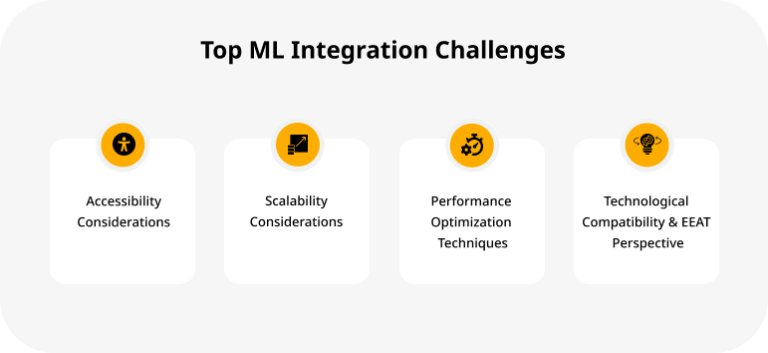 Top ML Integration Challenges
Accessibility
Considerations
Scalability
Considerations
Performance
Optimization
Techniques
Technological
Compatibility & EEAT
Perspective